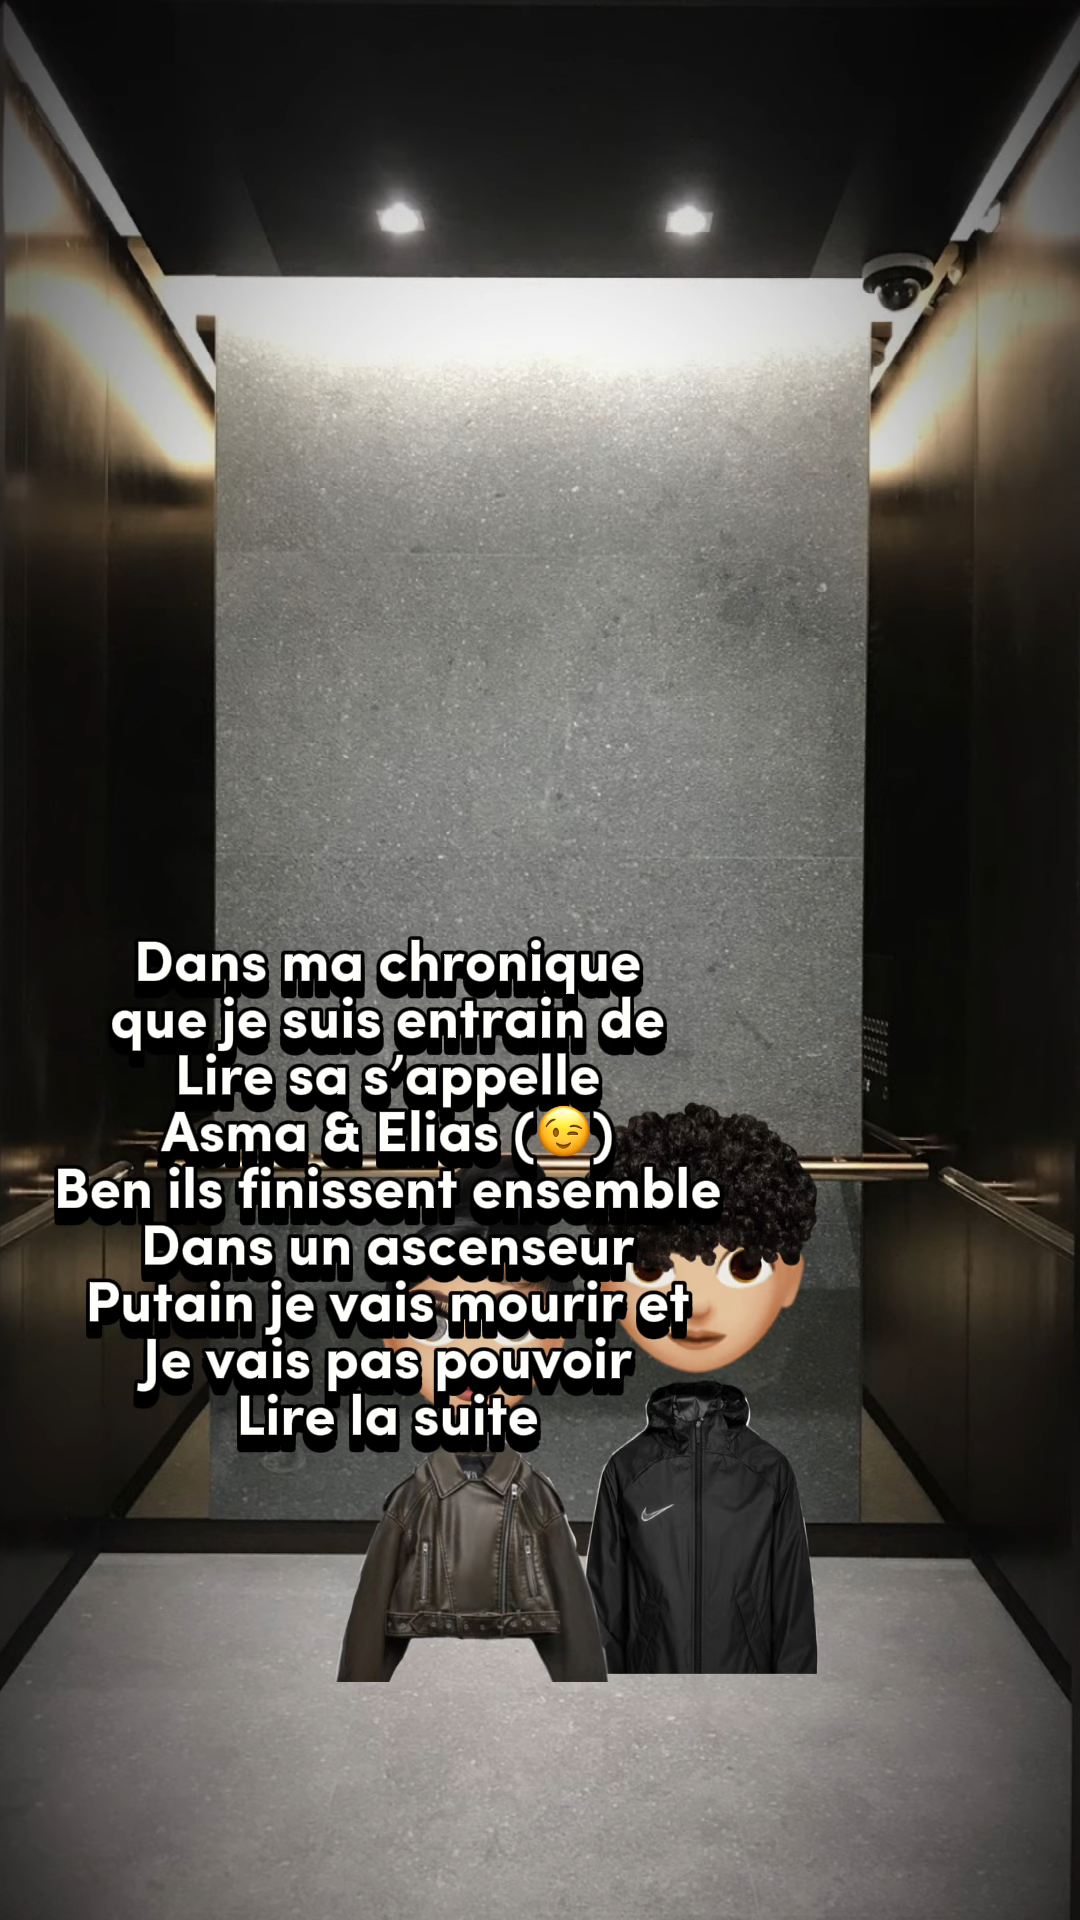 Dans ma chronique
que je suis entrain de
Lire sa s’appelle
Asma & Elias (😉)
Ben ils finissent ensemble
Dans un ascenseur
Putain je vais mourir et
Je vais pas pouvoir
Lire la suite